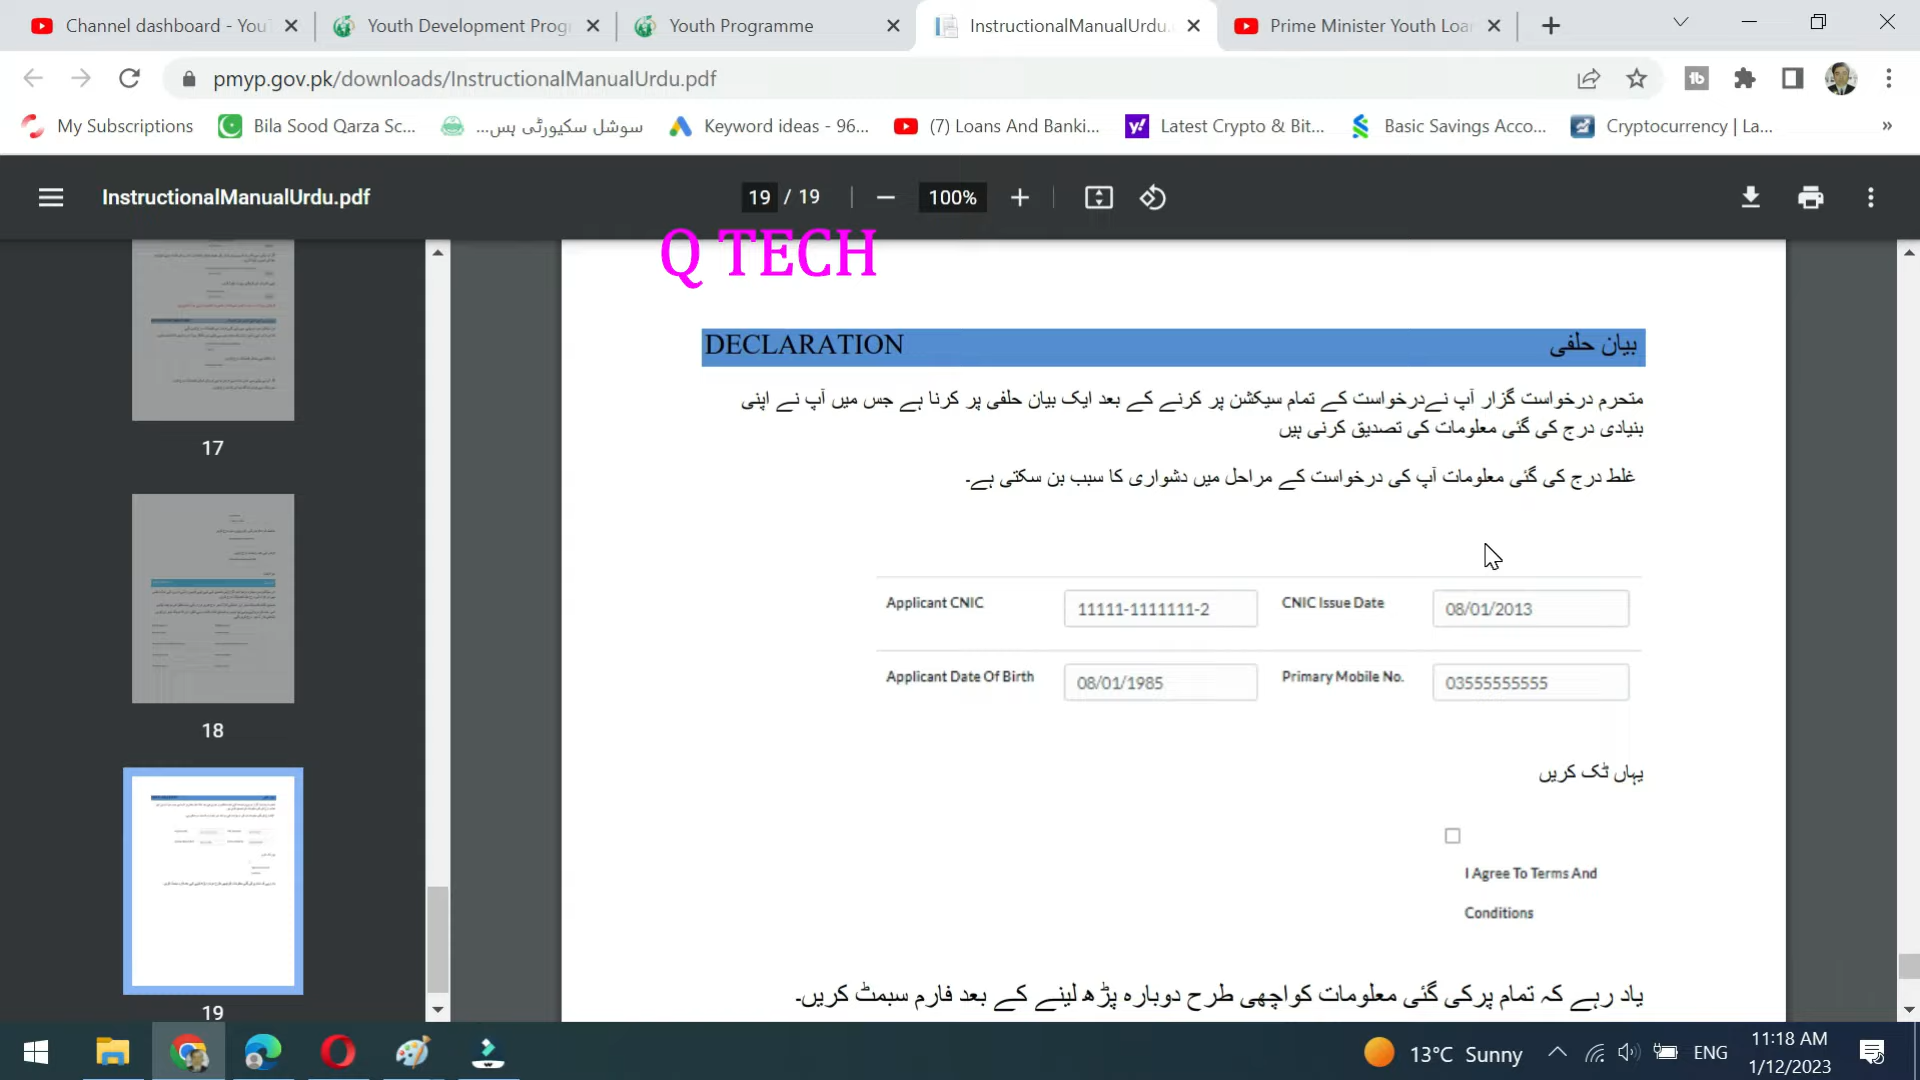 Channel dashboard - You
Youth Development Prog
Youth Programme
InstructionalManualUrdu.
Prime Minister Youth Loa
pmyp.gov.pk/downloads/InstructionalManualUrdu.pdf
My Subscriptions
Bila Sood Qarza Sc...
سوشل سکیورٹی ہس...
Keyword ideas - 96...
(7) Loans And Banki...
Latest Crypto & Bit...
Basic Savings Acco...
Cryptocurrency | La...
InstructionalManualUrdu.pdf
19 / 19
100%
Q TECH
DECLARATION
بیان حلفی
متحرم درخواست گزار آپ نےدرخواست کے تمام سیکشن پر کرنے کے بعد ایک بیان حلفی پر کرنا ہے جس میں آپ نے اپنی
بنیادی درج کی گئی معلومات کی تصدیق کرنی ہیں
غلط درج کی گئی معلومات آپ کی درخواست کے مراحل میں دشواری کا سبب بن سکتی ہے۔
Applicant CNIC 11111-1111111-2 CNIC Issue Date 08/01/2013
Applicant Date Of Birth 08/01/1985 Primary Mobile No. 03555555555
یہاں ٹک کریں
I Agree To Terms And
Conditions
یاد رہے کہ تمام پرکی گئی معلومات کواچھی طرح دوبارہ پڑھ لینے کے بعد فارم سبمٹ کریں۔
17
18
19
13°C Sunny
ENG
11:18 AM
1/12/2023